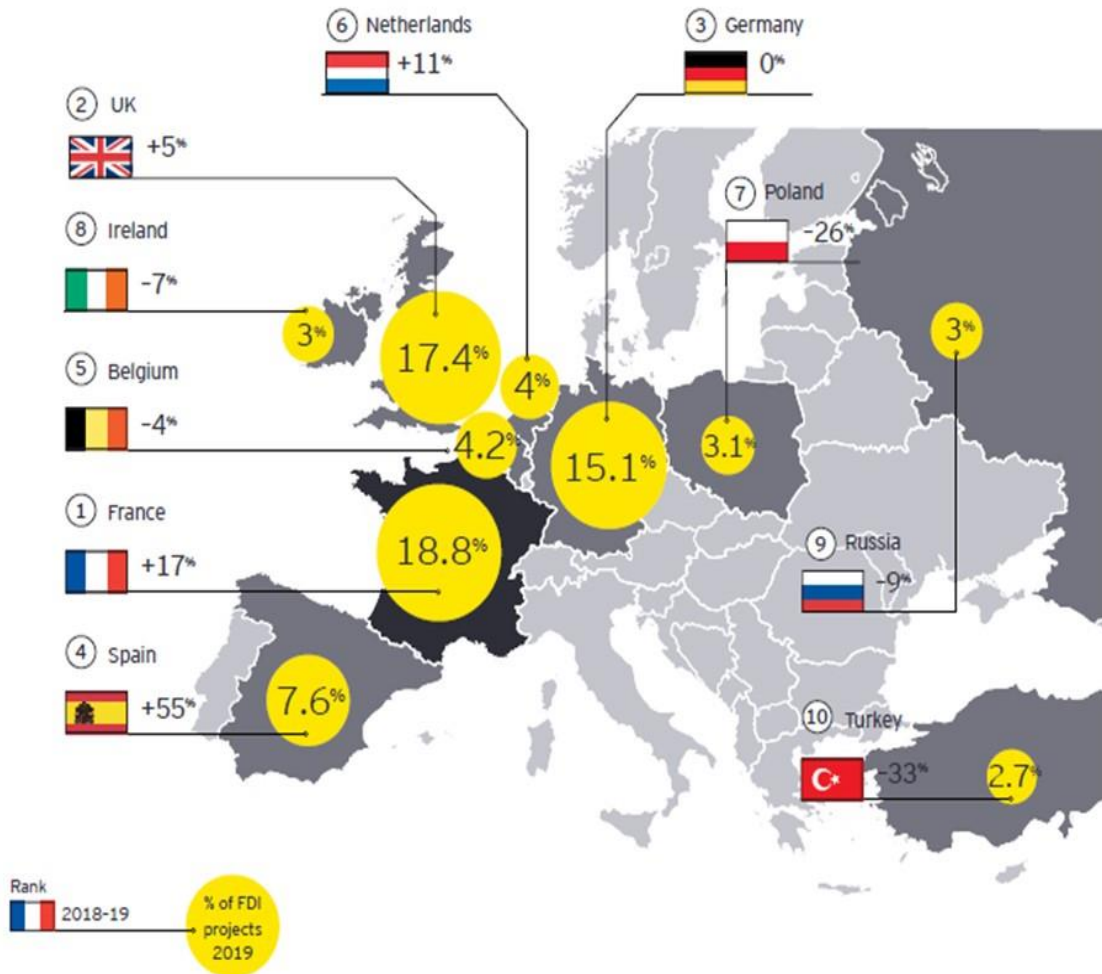 6 Netherlands
+11%
3 Germany
0%
2 UK
+5%
7 Poland
-26%
8 Ireland
-7%
3%
17.4%
3%
5 Belgium
-4%
4%
4.2%
15.1%
3.1%
1 France
+17%
18.8%
9 Russia
-9%
4 Spain
+55%
7.6%
10 Turkey
-33%
2.7%
Rank
2018-19
% of FDI
projects
2019